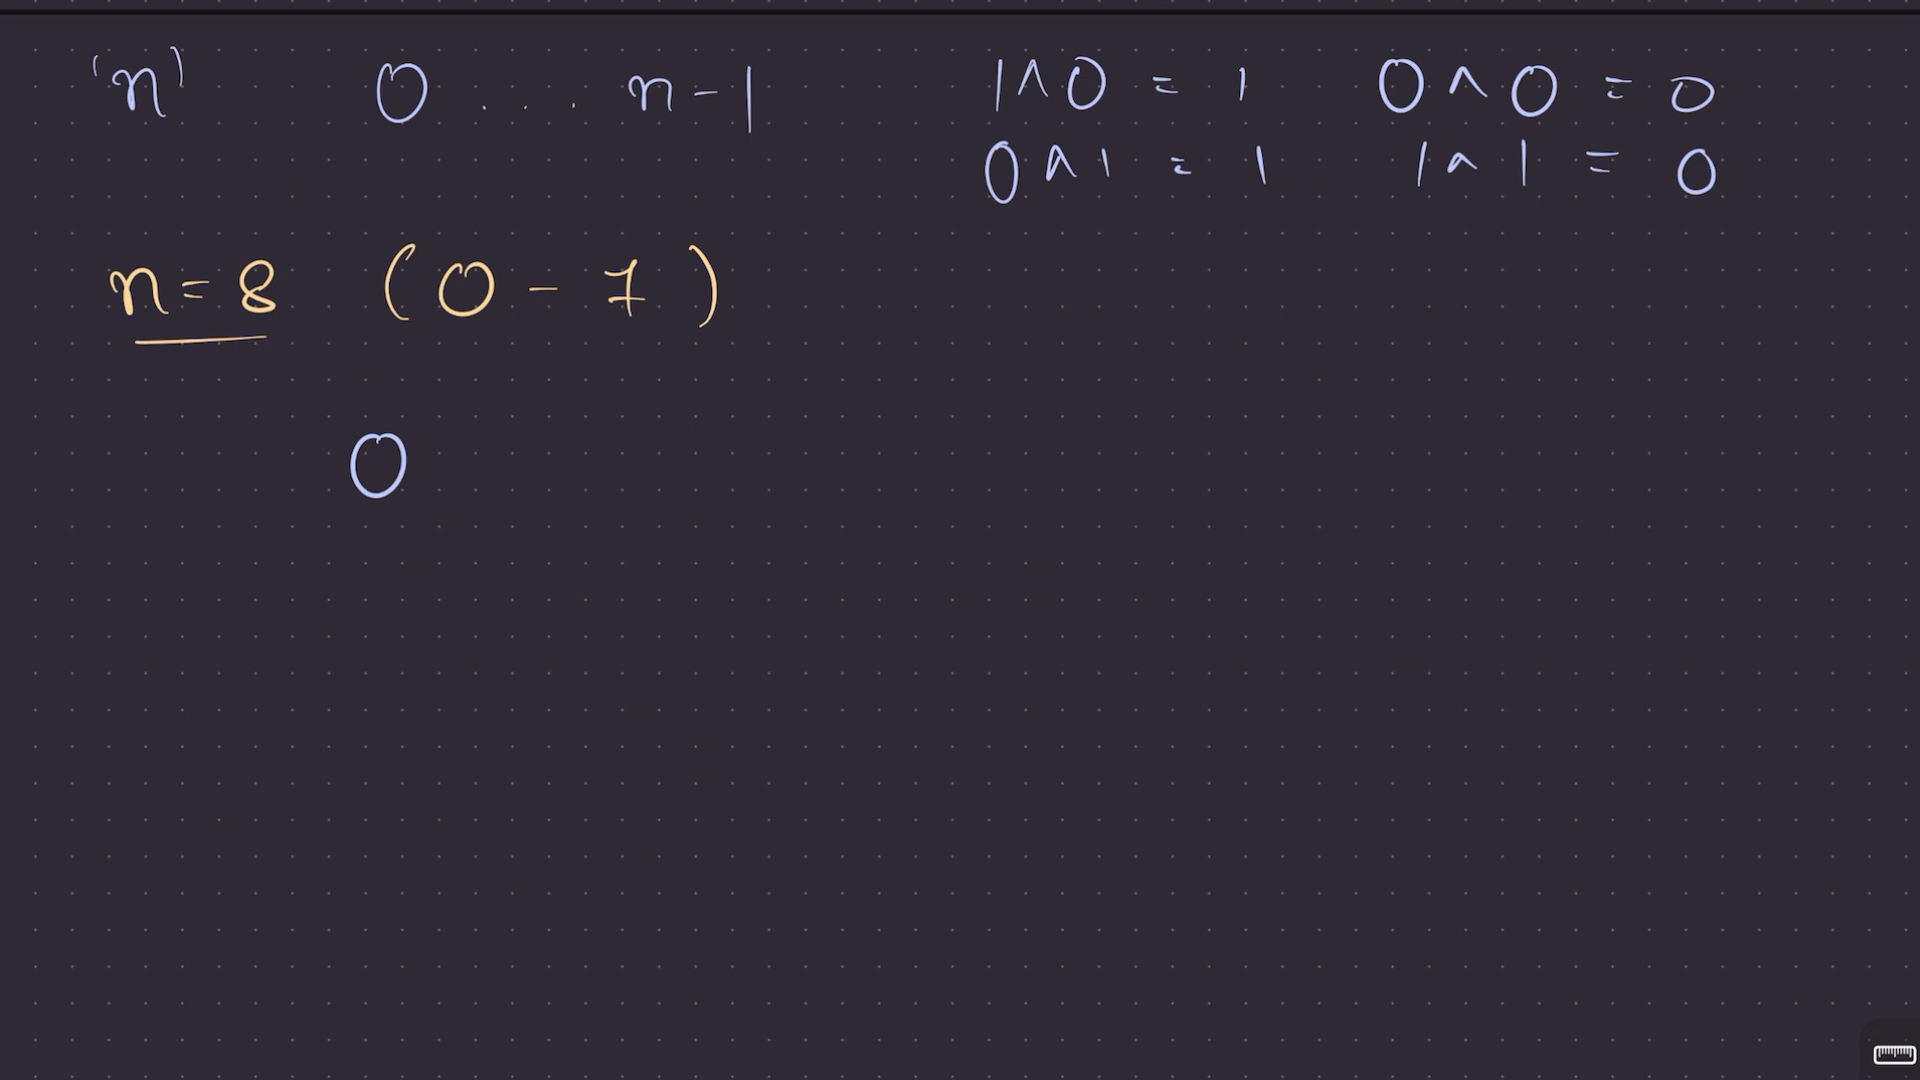 'n' 0 . . . n-1 1^0 = 1 0^0 = 0
0^1 = 1 1^1 = 0
n=8 (0 - 7)
0